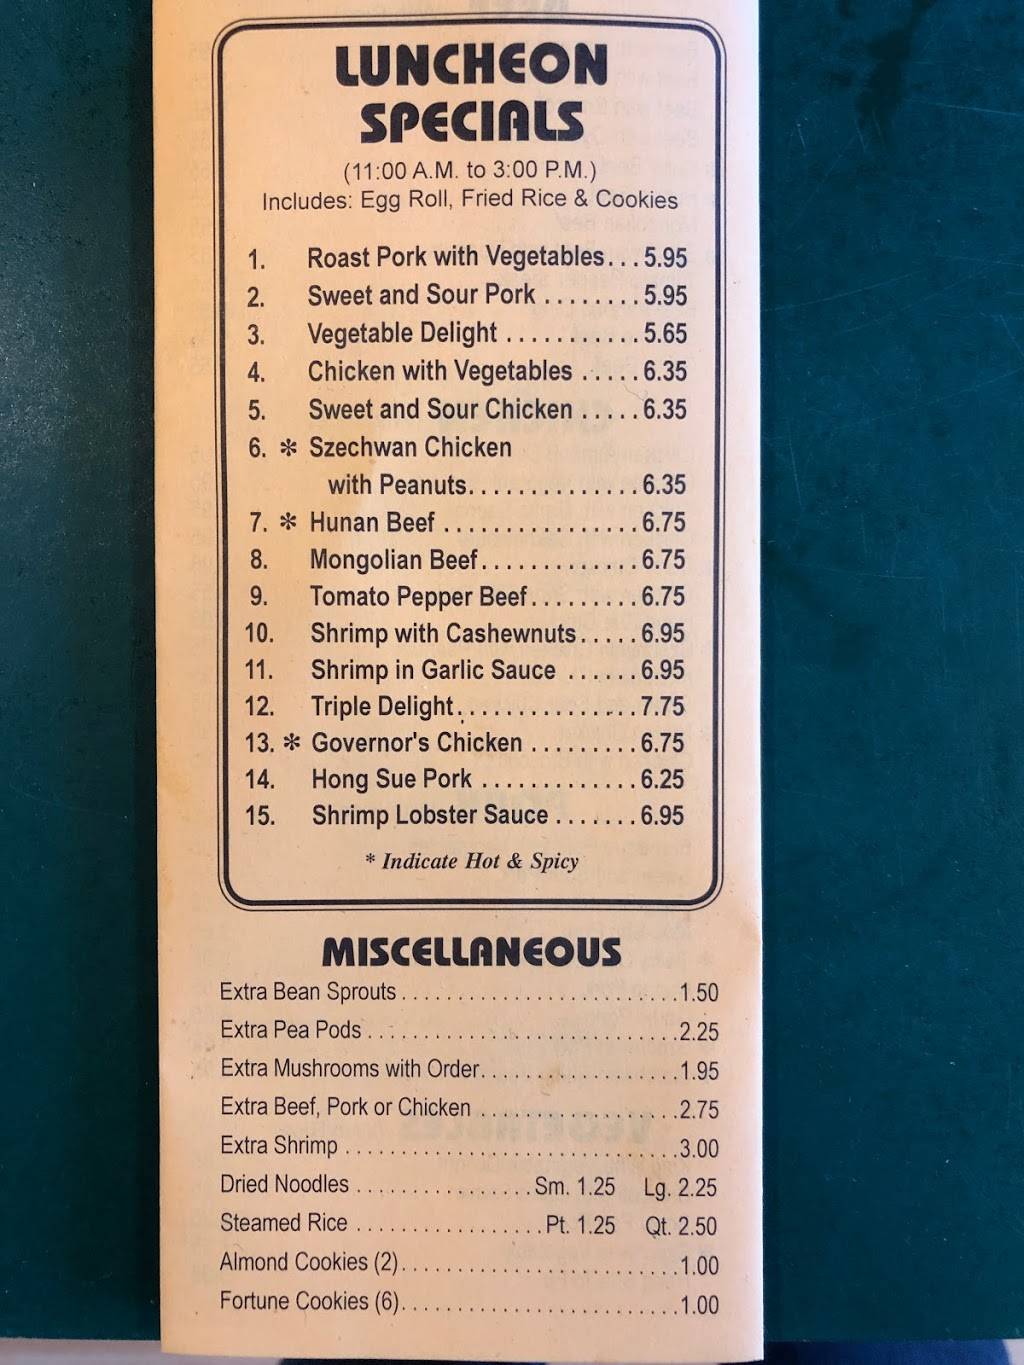 LUNCHEON
SPECIALS
(11:00 A.M. to 3:00 P.M.)
Includes: Egg Roll, Fried Rice & Cookies
1. Roast Pork with Vegetables...5.95
2. Sweet and Sour Pork ........5.95
3. Vegetable Delight ...........5.65
4. Chicken with Vegetables .....6.35
5. Sweet and Sour Chicken .....6.35
6. * Szechwan Chicken
with Peanuts.............6.35
7. * Hunan Beef ................6.75
8. Mongolian Beef.............6.75
9. Tomato Pepper Beef.........6.75
10. Shrimp with Cashewnuts.....6.95
11. Shrimp in Garlic Sauce ......6.95
12. Triple Delight...............7.75
13. * Governor's Chicken .........6.75
14. Hong Sue Pork .............6.25
15. Shrimp Lobster Sauce .......6.95
* Indicate Hot & Spicy
MISCELLANEOUS
Extra Bean Sprouts.........................1.50
Extra Pea Pods ............................2.25
Extra Mushrooms with Order..................1.95
Extra Beef, Pork or Chicken ..................2.75
Extra Shrimp ..............................3.00
Dried Noodles ................Sm. 1.25 Lg. 2.25
Steamed Rice .................Pt. 1.25 Qt. 2.50
Almond Cookies (2).........................1.00
Fortune Cookies (6).........................1.00